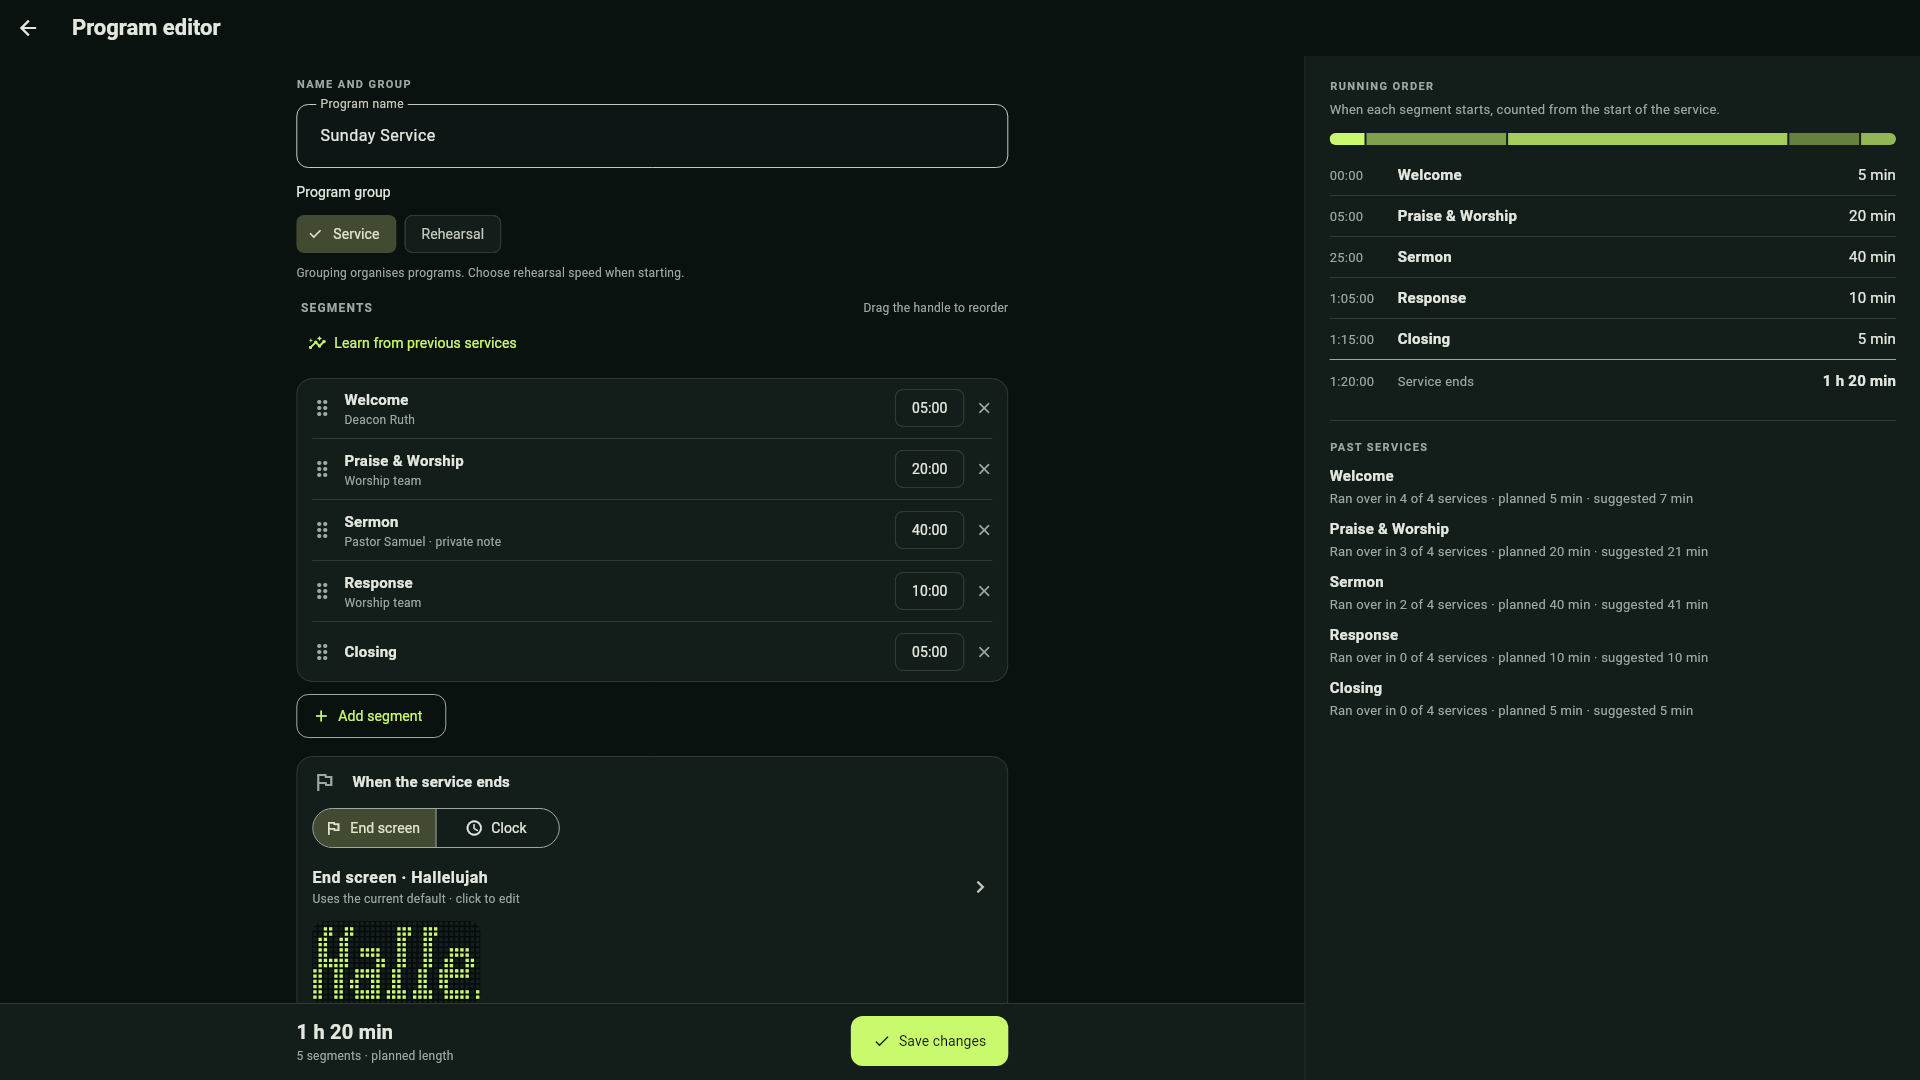 Program editor
NAME AND GROUP
Program name
Sunday Service
Program group
Service
Rehearsal
Grouping organises programs. Choose rehearsal speed when starting.
SEGMENTS
Drag the handle to reorder
Learn from previous services
Welcome
Deacon Ruth
05:00
Praise & Worship
Worship team
20:00
Sermon
Pastor Samuel · private note
40:00
Response
Worship team
10:00
Closing
05:00
Add segment
When the service ends
End screen
Clock
End screen · Hallelujah
Uses the current default · click to edit
Halle
1 h 20 min
5 segments · planned length
Save changes
RUNNING ORDER
When each segment starts, counted from the start of the service.
00:00 Welcome 5 min
05:00 Praise & Worship 20 min
25:00 Sermon 40 min
1:05:00 Response 10 min
1:15:00 Closing 5 min
1:20:00 Service ends 1 h 20 min
PAST SERVICES
Welcome
Ran over in 4 of 4 services · planned 5 min · suggested 7 min
Praise & Worship
Ran over in 3 of 4 services · planned 20 min · suggested 21 min
Sermon
Ran over in 2 of 4 services · planned 40 min · suggested 41 min
Response
Ran over in 0 of 4 services · planned 10 min · suggested 10 min
Closing
Ran over in 0 of 4 services · planned 5 min · suggested 5 min